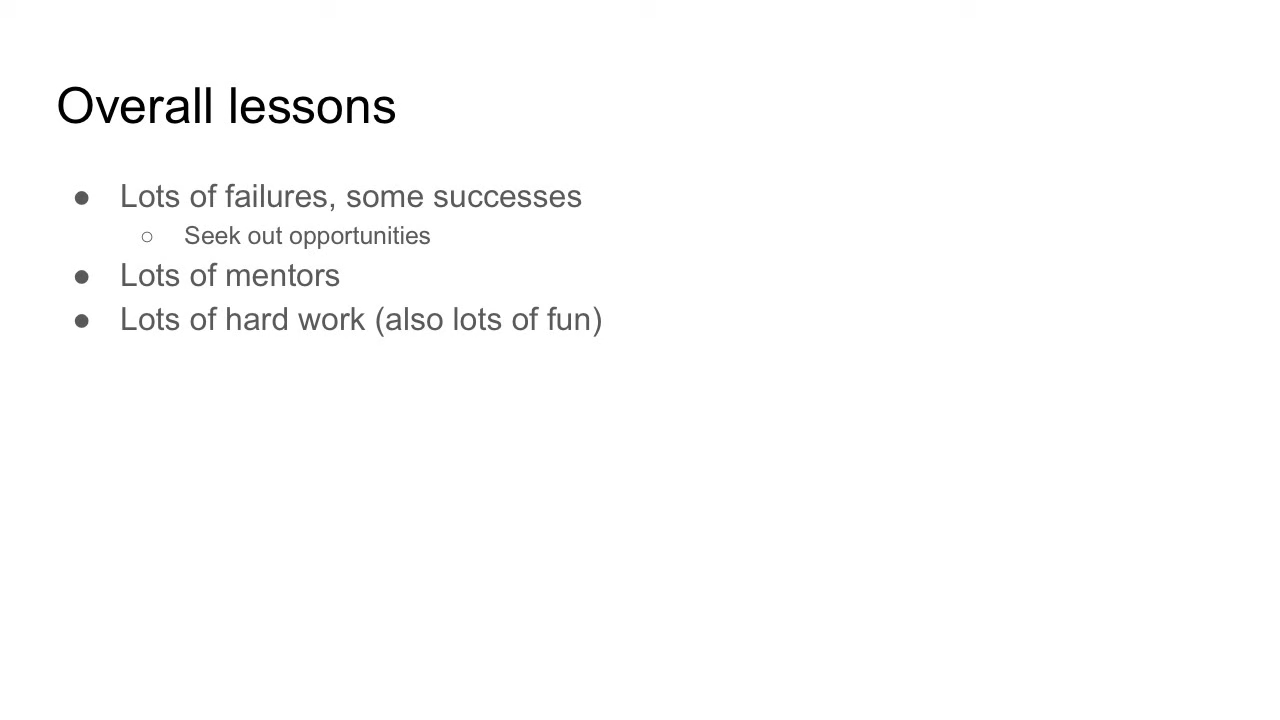 Overall lessons
● Lots of failures, some successes
○ Seek out opportunities
● Lots of mentors
● Lots of hard work (also lots of fun)